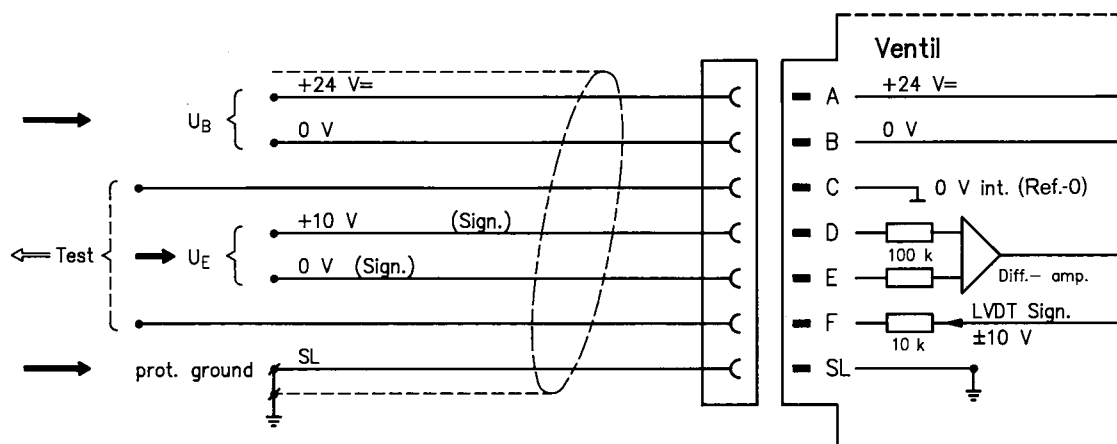 Ventil
+24 V=
U_B
0 V
A
+24 V=
B
0 V
C
0 V int. (Ref.-0)
+10 V (Sign.)
D
Test
U_E
100 k
0 V (Sign.)
E
Diff.- amp.
F
LVDT Sign.
±10 V
10 k
prot. ground
SL
SL